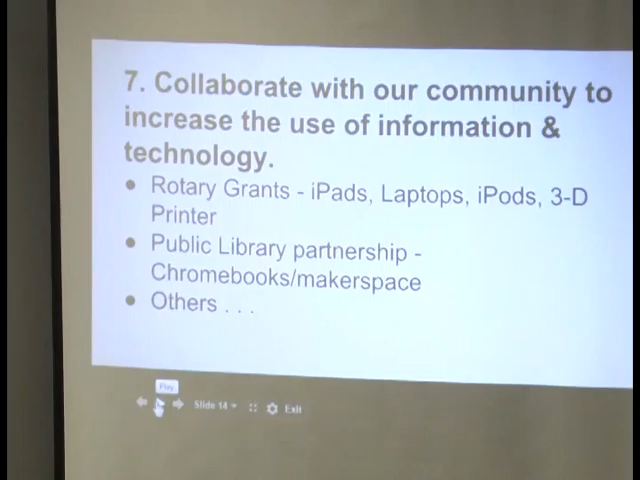 7. Collaborate with our community to
increase the use of information &
technology.
● Rotary Grants - iPads, Laptops, iPods, 3-D
Printer
● Public Library partnership -
Chromebooks/makerspace
● Others . . .
Play
Slide 14
Exit